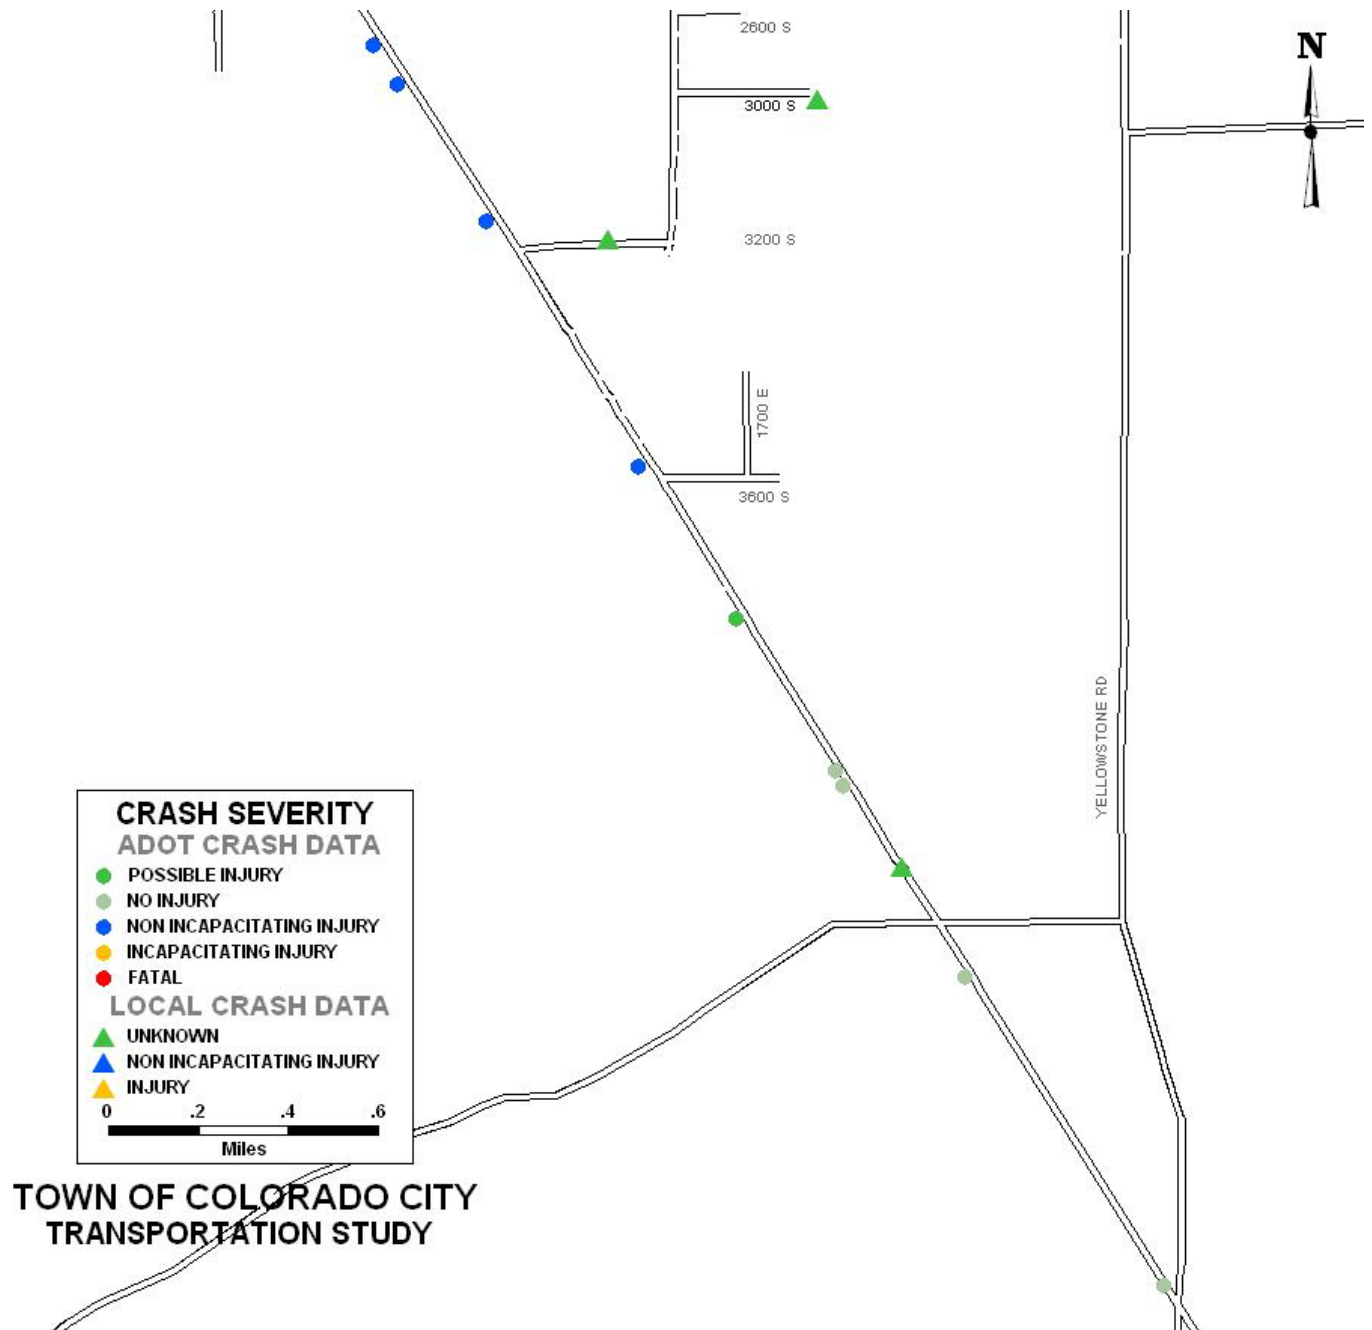 2600 S
N
3000 S
3200 S
1700 E
3600 S
YELLOWSTONE RD
CRASH SEVERITY
ADOT CRASH DATA
POSSIBLE INJURY
NO INJURY
NON INCAPACITATING INJURY
INCAPACITATING INJURY
FATAL
LOCAL CRASH DATA
UNKNOWN
NON INCAPACITATING INJURY
INJURY
0 .2 .4 .6
Miles
TOWN OF COLORADO CITY
TRANSPORTATION STUDY